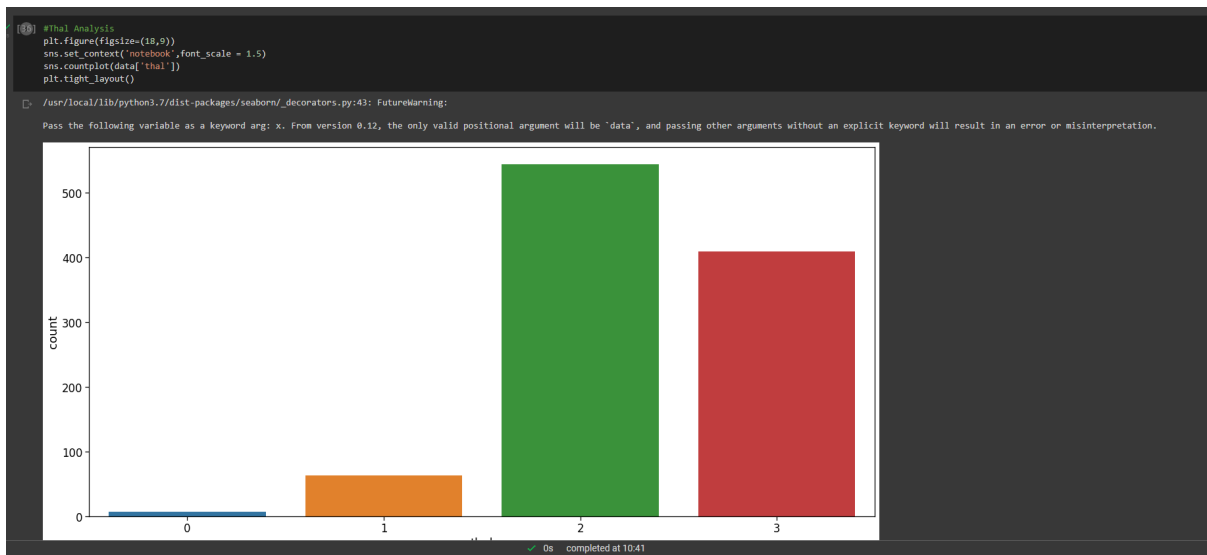 #Thal Analysis
plt.figure(figsize=(18,9))
sns.set_context('notebook',font_scale = 1.5)
sns.countplot(data['thal'])
plt.tight_layout()
/usr/local/lib/python3.7/dist-packages/seaborn/_decorators.py:43: FutureWarning:
Pass the following variable as a keyword arg: x. From version 0.12, the only valid positional argument will be `data`, and passing other arguments without an explicit keyword will result in an error or misinterpretation.
500
400
300
200
100
0
count
0 1 2 3
0s completed at 10:41